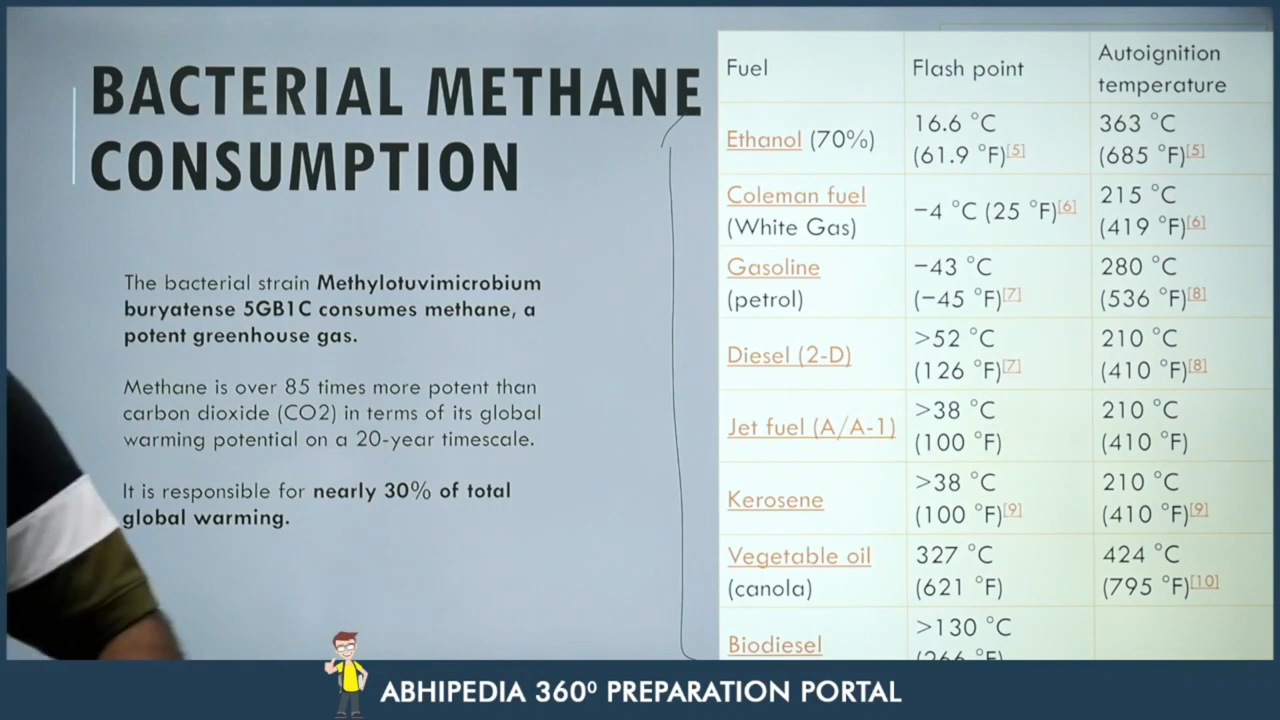 BACTERIAL METHANE
CONSUMPTION
The bacterial strain Methylotuvimicrobium
buryatense 5GB1C consumes methane, a
potent greenhouse gas.
Methane is over 85 times more potent than
carbon dioxide (CO2) in terms of its global
warming potential on a 20-year timescale.
It is responsible for nearly 30% of total
global warming.
Fuel
Flash point
Autoignition
temperature
Ethanol (70%)
16.6 °C
(61.9 °F)[5]
363 °C
(685 °F)[5]
Coleman fuel
(White Gas)
−4 °C (25 °F)[6]
215 °C
(419 °F)[6]
Gasoline
(petrol)
−43 °C
(−45 °F)[7]
280 °C
(536 °F)[8]
Diesel (2-D)
>52 °C
(126 °F)[7]
210 °C
(410 °F)[8]
Jet fuel (A/A-1)
>38 °C
(100 °F)
210 °C
(410 °F)
Kerosene
>38 °C
(100 °F)[9]
210 °C
(410 °F)[9]
Vegetable oil
(canola)
327 °C
(621 °F)
424 °C
(795 °F)[10]
Biodiesel
>130 °C
(266 °F)
ABHIPEDIA 360⁰ PREPARATION PORTAL